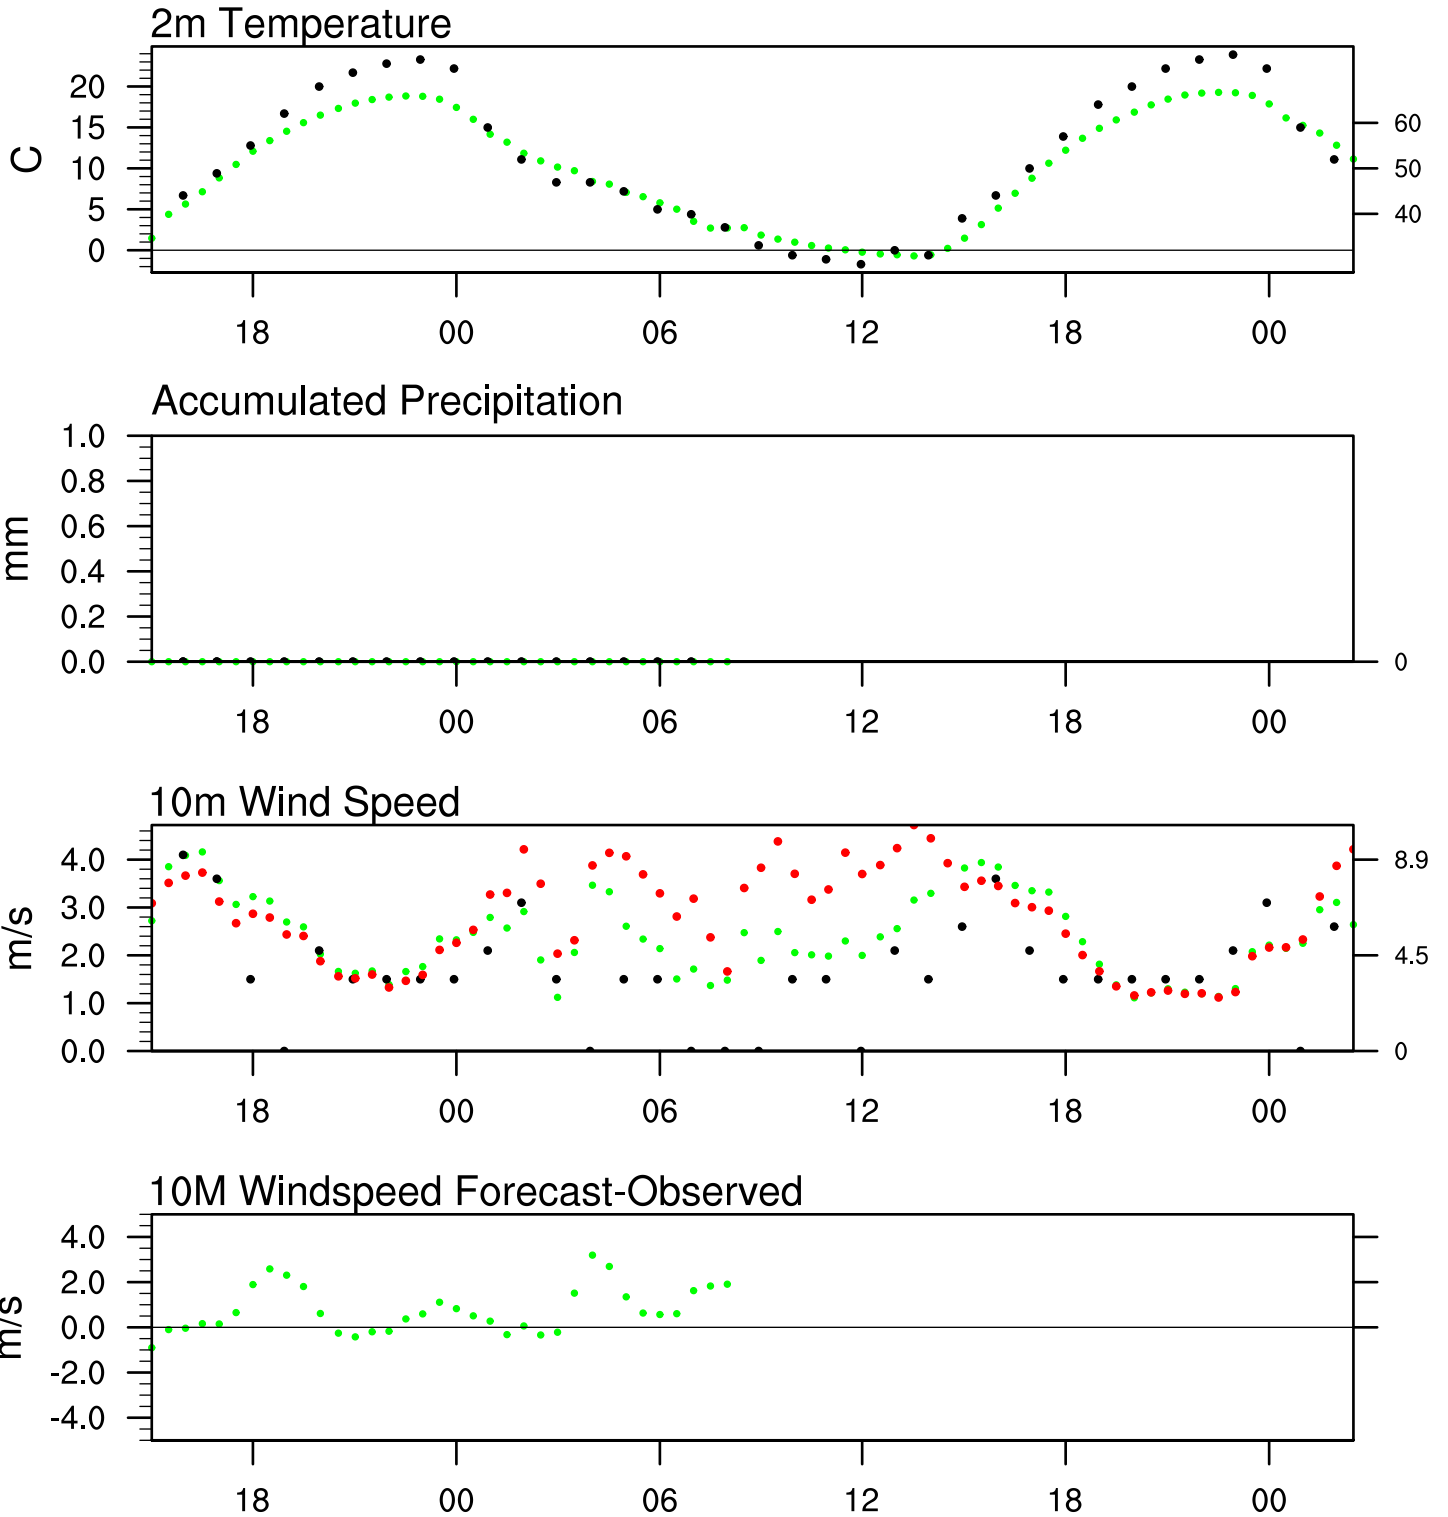 2m Temperature
C
20
15
10
5
0
60
50
40
18 00 06 12 18 00
Accumulated Precipitation
mm
1.0
0.8
0.6
0.4
0.2
0.0
0
18 00 06 12 18 00
10m Wind Speed
m/s
4.0
3.0
2.0
1.0
0.0
8.9
4.5
0
18 00 06 12 18 00
10M Windspeed Forecast-Observed
m/s
4.0
2.0
0.0
-2.0
-4.0
18 00 06 12 18 00